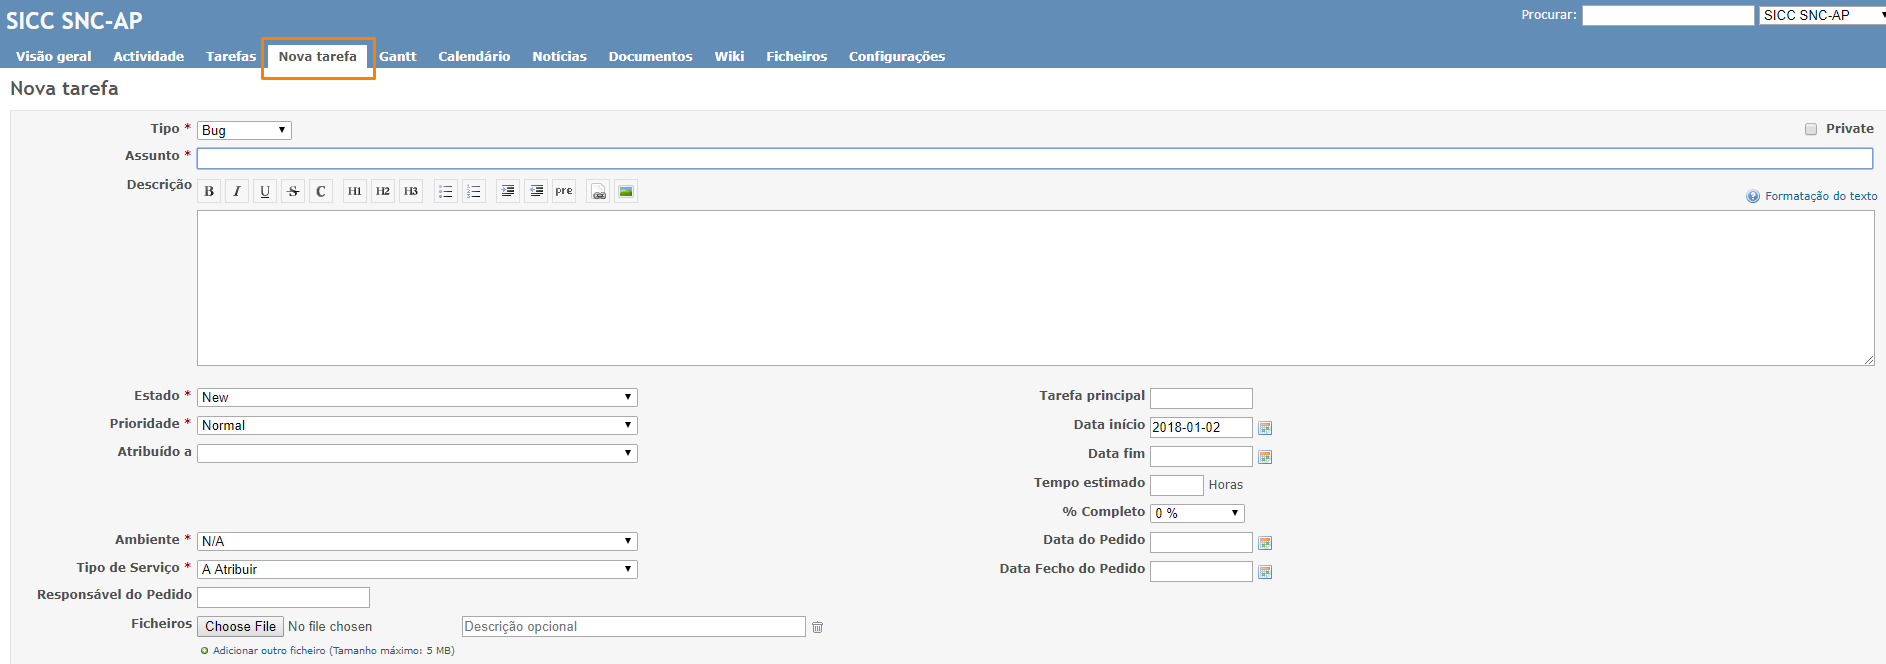 SICC SNC-AP
Procurar: SICC SNC-AP
Visão geral Actividade Tarefas Nova tarefa Gantt Calendário Notícias Documentos Wiki Ficheiros Configurações
Nova tarefa
Tipo * Bug Private
Assunto *
Descrição B I U S C H1 H2 H3 pre Formatação do texto
Estado * New Tarefa principal
Prioridade * Normal Data início 2018-01-02
Atribuído a Data fim
Tempo estimado Horas
% Completo 0 %
Ambiente * N/A Data do Pedido
Tipo de Serviço * A Atribuir Data Fecho do Pedido
Responsável do Pedido
Ficheiros Choose File No file chosen Descrição opcional
Adicionar outro ficheiro (Tamanho máximo: 5 MB)